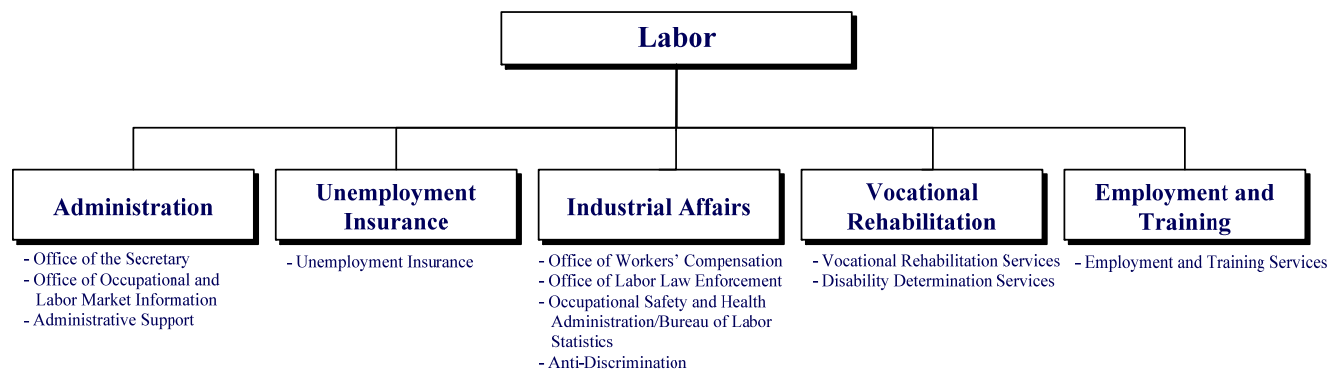 Labor
Administration
- Office of the Secretary
- Office of Occupational and
Labor Market Information
- Administrative Support
Unemployment
Insurance
- Unemployment Insurance
Industrial Affairs
- Office of Workers’ Compensation
- Office of Labor Law Enforcement
- Occupational Safety and Health
Administration/Bureau of Labor
Statistics
- Anti-Discrimination
Vocational
Rehabilitation
- Vocational Rehabilitation Services
- Disability Determination Services
Employment and
Training
- Employment and Training Services